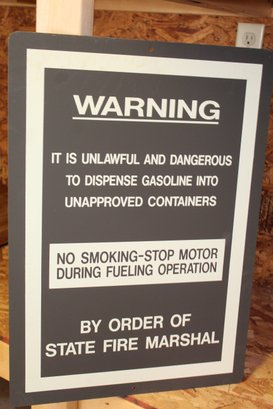 WARNING
IT IS UNLAWFUL AND DANGEROUS
TO DISPENSE GASOLINE INTO
UNAPPROVED CONTAINERS
NO SMOKING-STOP MOTOR
DURING FUELING OPERATION
BY ORDER OF
STATE FIRE MARSHAL